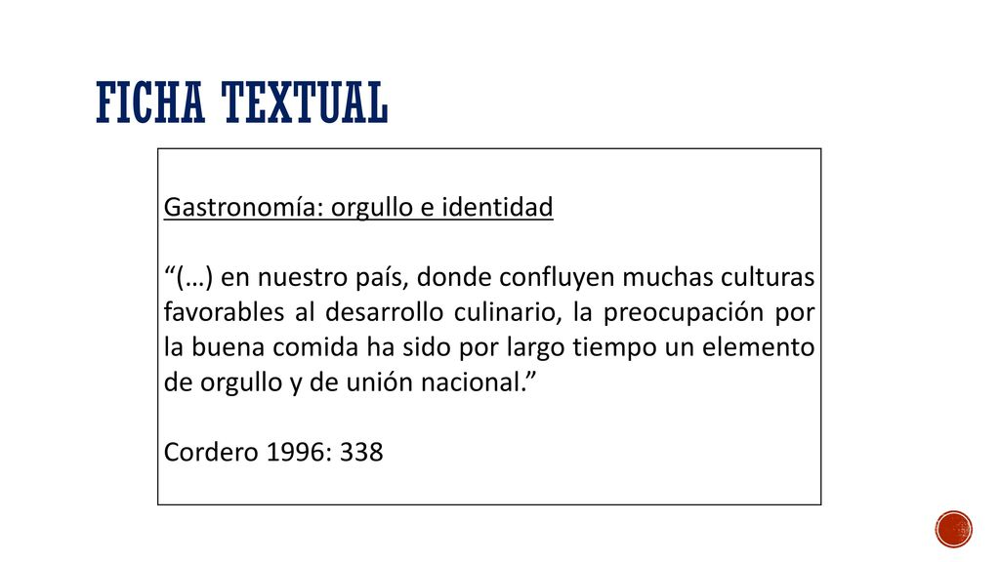 FICHA TEXTUAL
Gastronomía: orgullo e identidad
“(…) en nuestro país, donde confluyen muchas culturas
favorables al desarrollo culinario, la preocupación por
la buena comida ha sido por largo tiempo un elemento
de orgullo y de unión nacional.”
Cordero 1996: 338